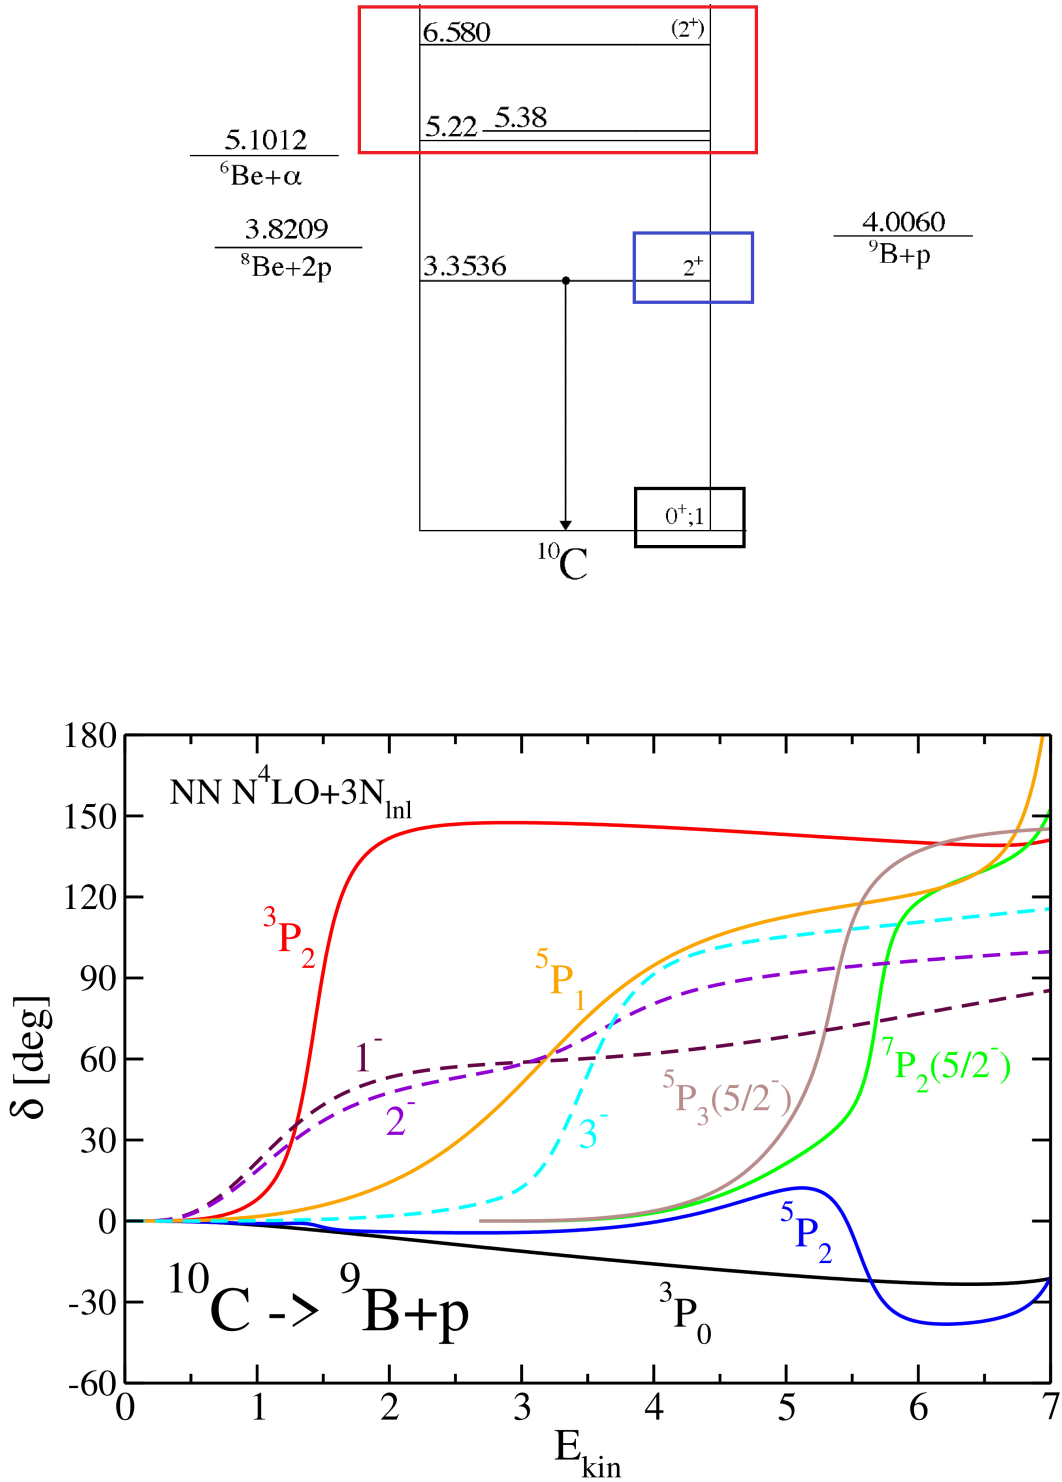 6.580 (2⁺)
5.38
5.22
5.1012
⁶Be+α
3.8209
⁸Be+2p
4.0060
⁹B+p
3.3536 2⁺
0⁺;1
¹⁰C
180
150
120
90
60
30
0
-30
-60
NN N⁴LO+3N_lnl
³P₂
⁵P₁
1⁻
2⁻
3⁻
⁵P₃(5/2⁻)
⁷P₂(5/2⁻)
⁵P₂
³P₀
¹⁰C -> ⁹B+p
δ [deg]
0 1 2 3 4 5 6 7
E_kin